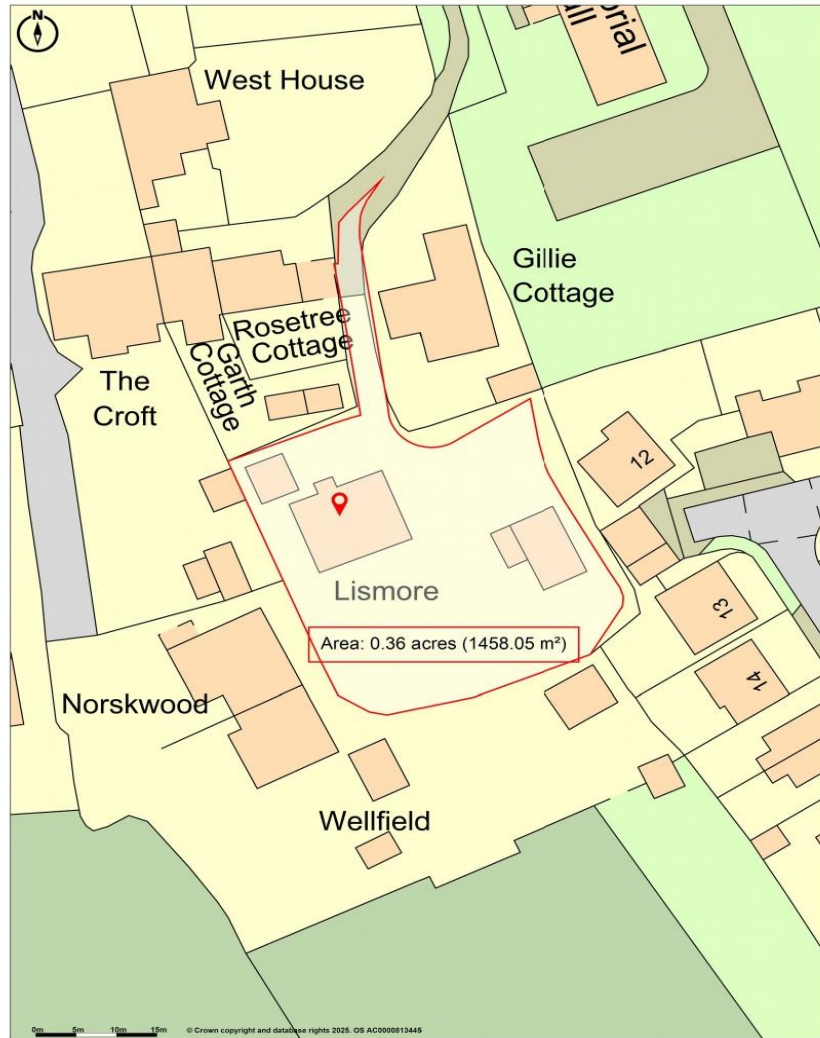 N
orial
all
West House
Gillie
Cottage
Rosetree
Cottage
Garth
Cottage
The
Croft
12
Lismore
Area: 0.36 acres (1458.05 m²)
13
14
Norskwood
Wellfield
0m 5m 10m 15m © Crown copyright and database rights 2025. OS AC0000813445